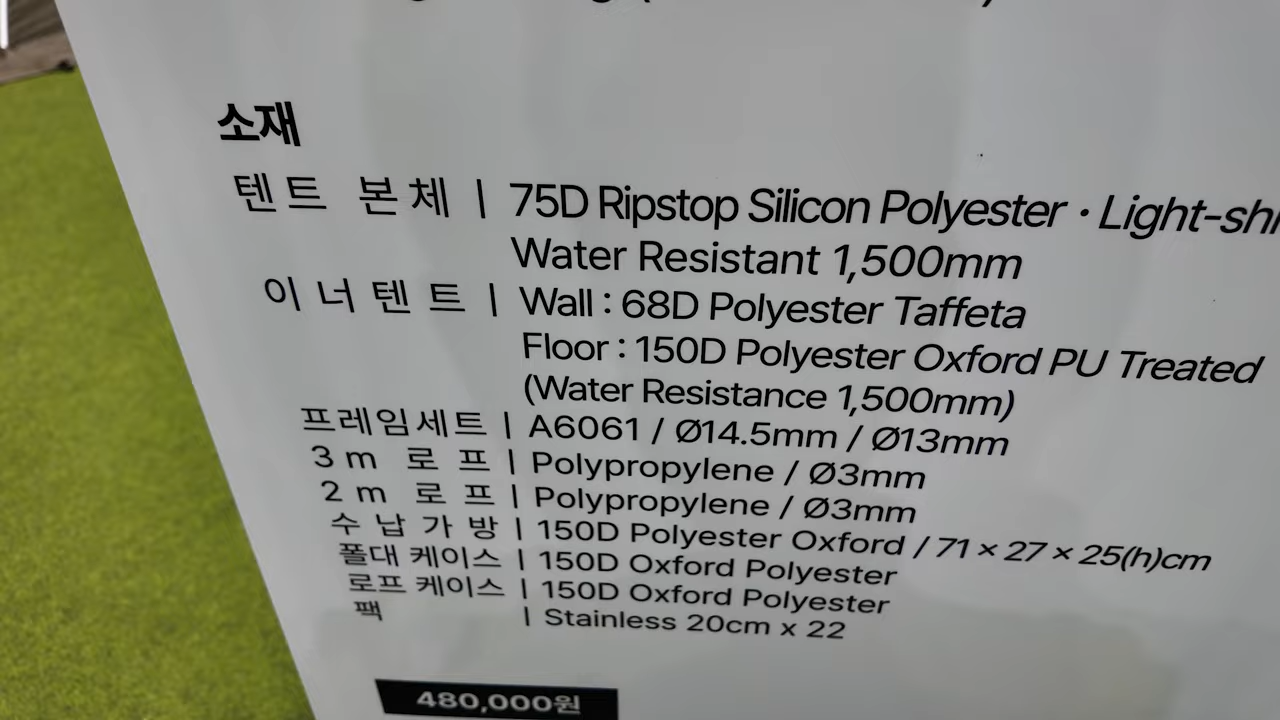 소재
텐트 본체 | 75D Ripstop Silicon Polyester · 
Water Resistant 1,500mm
이너텐트 | Wall : 68D Polyester Taffeta
Floor : 150D Polyester Oxford PU Treated
(Water Resistance 1,500mm)
프레임세트 | A6061 / Ø14.5mm / Ø13mm
3m 로프 | Polypropylene / Ø3mm
2m 로프 | Polypropylene / Ø3mm
수납가방 | 150D Polyester Oxford / 71 × 27 × 25(h)cm
폴대 케이스 | 150D Oxford Polyester
로프 케이스 | 150D Oxford Polyester
팩 | Stainless 20cm x 22
480,000원